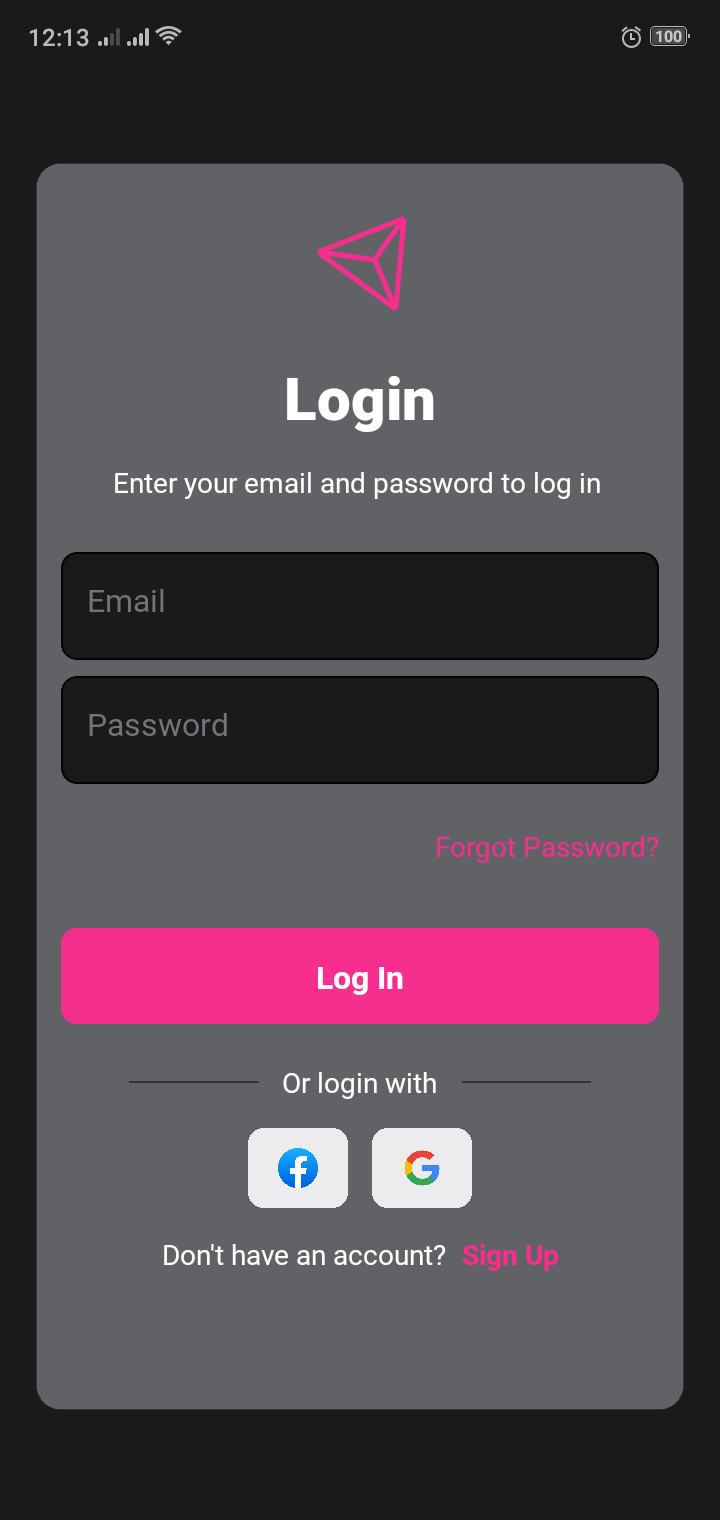 12:13 100
Login
Enter your email and password to log in
Email
Password
Forgot Password?
Log In
Or login with
Don't have an account? Sign Up